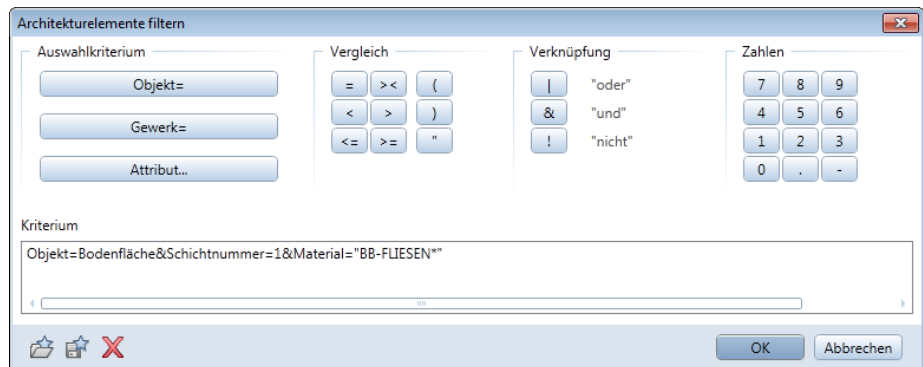 Architekturelemente filtern
Auswahlkriterium
Vergleich
Verknüpfung
Zahlen
Objekt=
= >< (
| "oder"
7 8 9
Gewerk=
< > )
& "und"
4 5 6
<= >= "
! "nicht"
1 2 3
Attribut...
0 . -
Kriterium
Objekt=Bodenfläche&Schichtnummer=1&Material="BB-FLIESEN*"
OK Abbrechen